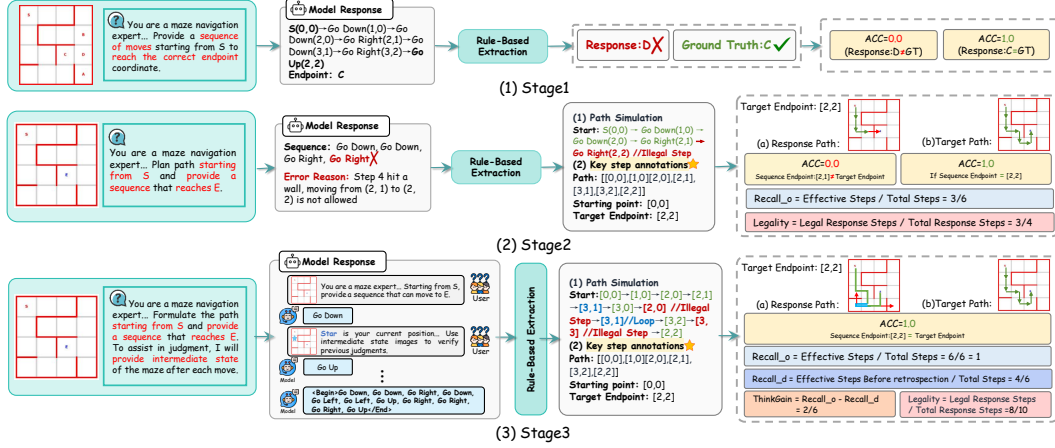 S
C
D
A
You are a maze navigation
expert... Provide a sequence
of moves starting from S to
reach the correct endpoint
coordinate.
Model Response
S(0,0)→Go Down(1,0)→Go
Down(2,0)→Go Right(2,1)→Go
Down(3,1)→Go Right(3,2)→Go
Up(2,2)
Endpoint: C
Rule-Based
Extraction
Response:D
Ground Truth:C
ACC=0.0
(Response:D≠GT)
ACC=1.0
(Response:C=GT)
(1) Stage1
S
E
You are a maze navigation
expert... Plan path starting
from S and provide a
sequence that reaches E.
Model Response
Sequence: Go Down, Go Down,
Go Right, Go Right
Error Reason: Step 4 hit a
wall, moving from (2, 1) to (2,
2) is not allowed
Rule-Based
Extraction
(1) Path Simulation
Start: S(0,0) → Go Down(1,0) →
Go Down(2,0) → Go Right(2,1) →
Go Right(2,2) //Illegal Step
(2) Key step annotations
Path: [[0,0],[1,0][2,0],[2,1],
[3,1],[3,2],[2,2]]
Starting point: [0,0]
Target Endpoint: [2,2]
Target Endpoint: [2,2]
(a) Response Path:
(b)Target Path:
ACC=0.0
Sequence Endpoint:[2,1]≠Target Endpoint
ACC=1.0
If Sequence Endpoint = [2,2]
Recall_o = Effective Steps / Total Steps = 3/6
Legality = Legal Response Steps / Total Response Steps = 3/4
(2) Stage2
S
E
You are a maze navigation
expert... Formulate the path
starting from S and provide
a sequence that reaches E.
To assist in judgment, I will
provide intermediate state
of the maze after each move.
Model Response
You are a maze expert... Starting from S,
provide a sequence that can move to E.
User
Go Down
Model
Star is your current position... Use
intermediate state images to verify
previous judgments.
User
Go Up
Model
⋮
<Begin>Go Down, Go Down, Go Right, Go Down,
Go Left, Go Left, Go Up, Go Right, Go Right,
Go Right, Go Up</End>
Model
Rule-Based Extraction
(1) Path Simulation
Start:[0,0]→[1,0]→[2,0]→[2,1]
→[3,1]→[3,0]→[2,0] //Illegal
Step→[3,1]//Loop→[3,2]→[3,
3] //Illegal Step→[2,2]
(2) Key step annotations
Path: [[0,0],[1,0][2,0],[2,1],
[3,1],[3,2],[2,2]]
Starting point: [0,0]
Target Endpoint: [2,2]
Target Endpoint: [2,2]
(a) Response Path:
(b)Target Path:
ACC=1.0
Sequence Endpoint:[2,2] = Target Endpoint
Recall_o = Effective Steps / Total Steps = 6/6 = 1
Recall_d = Effective Steps Before retrospection / Total Steps = 4/6
ThinkGain = Recall_o - Recall_d
= 2/6
Legality = Legal Response Steps
/ Total Response Steps =8/10
(3) Stage3